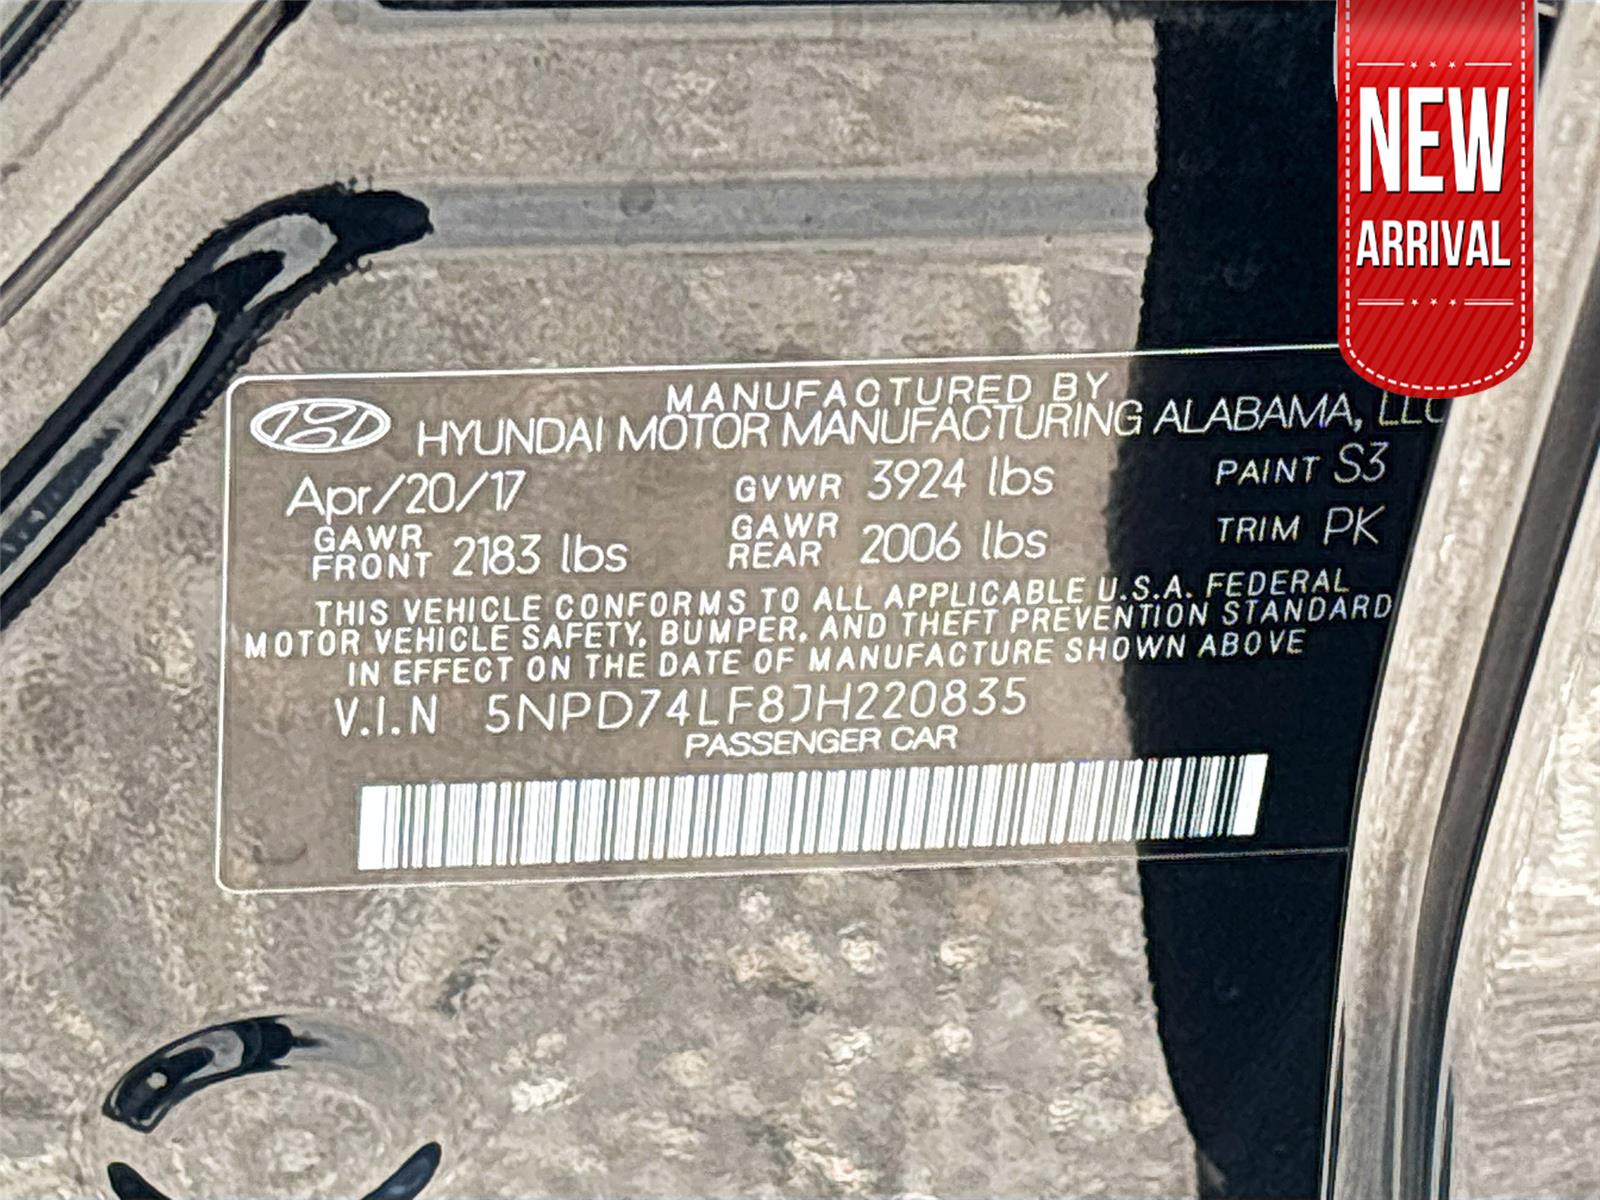 NEW
ARRIVAL
MANUFACTURED BY
HYUNDAI MOTOR MANUFACTURING ALABAMA, LLC
Apr/20/17 GVWR 3924 lbs PAINT S3
GAWR FRONT 2183 lbs GAWR REAR 2006 lbs TRIM PK
THIS VEHICLE CONFORMS TO ALL APPLICABLE U.S.A. FEDERAL
MOTOR VEHICLE SAFETY, BUMPER, AND THEFT PREVENTION STANDARD
IN EFFECT ON THE DATE OF MANUFACTURE SHOWN ABOVE
V.I.N 5NPD74LF8JH220835
PASSENGER CAR